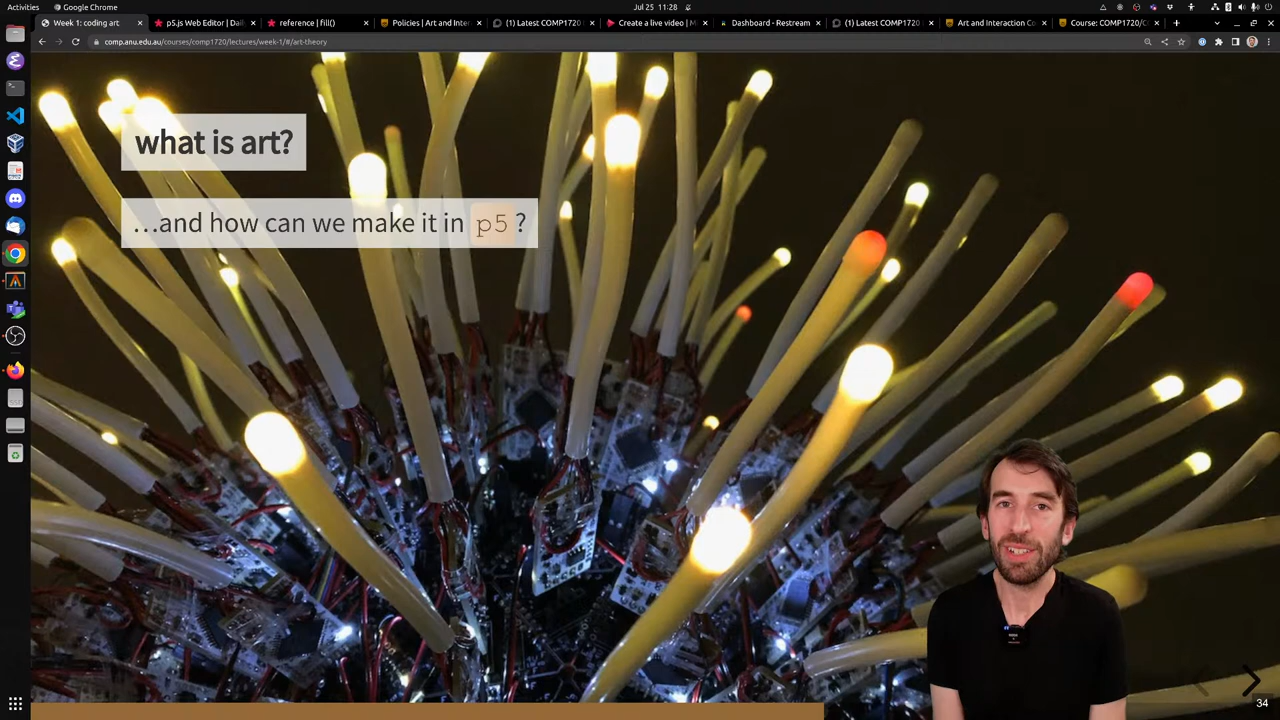 Activities
Google Chrome
Jul 25 11:28
Week 1: coding art
p5.js Web Editor | Dail
reference | fill()
Policies | Art and Inter
(1) Latest COMP1720
Create a live video | M
Dashboard - Restream
(1) Latest COMP1720
Art and Interaction Co
Course: COMP1720/C
comp.anu.edu.au/courses/comp1720/lectures/week-1/#/art-theory
what is art?
…and how can we make it in p5?
34